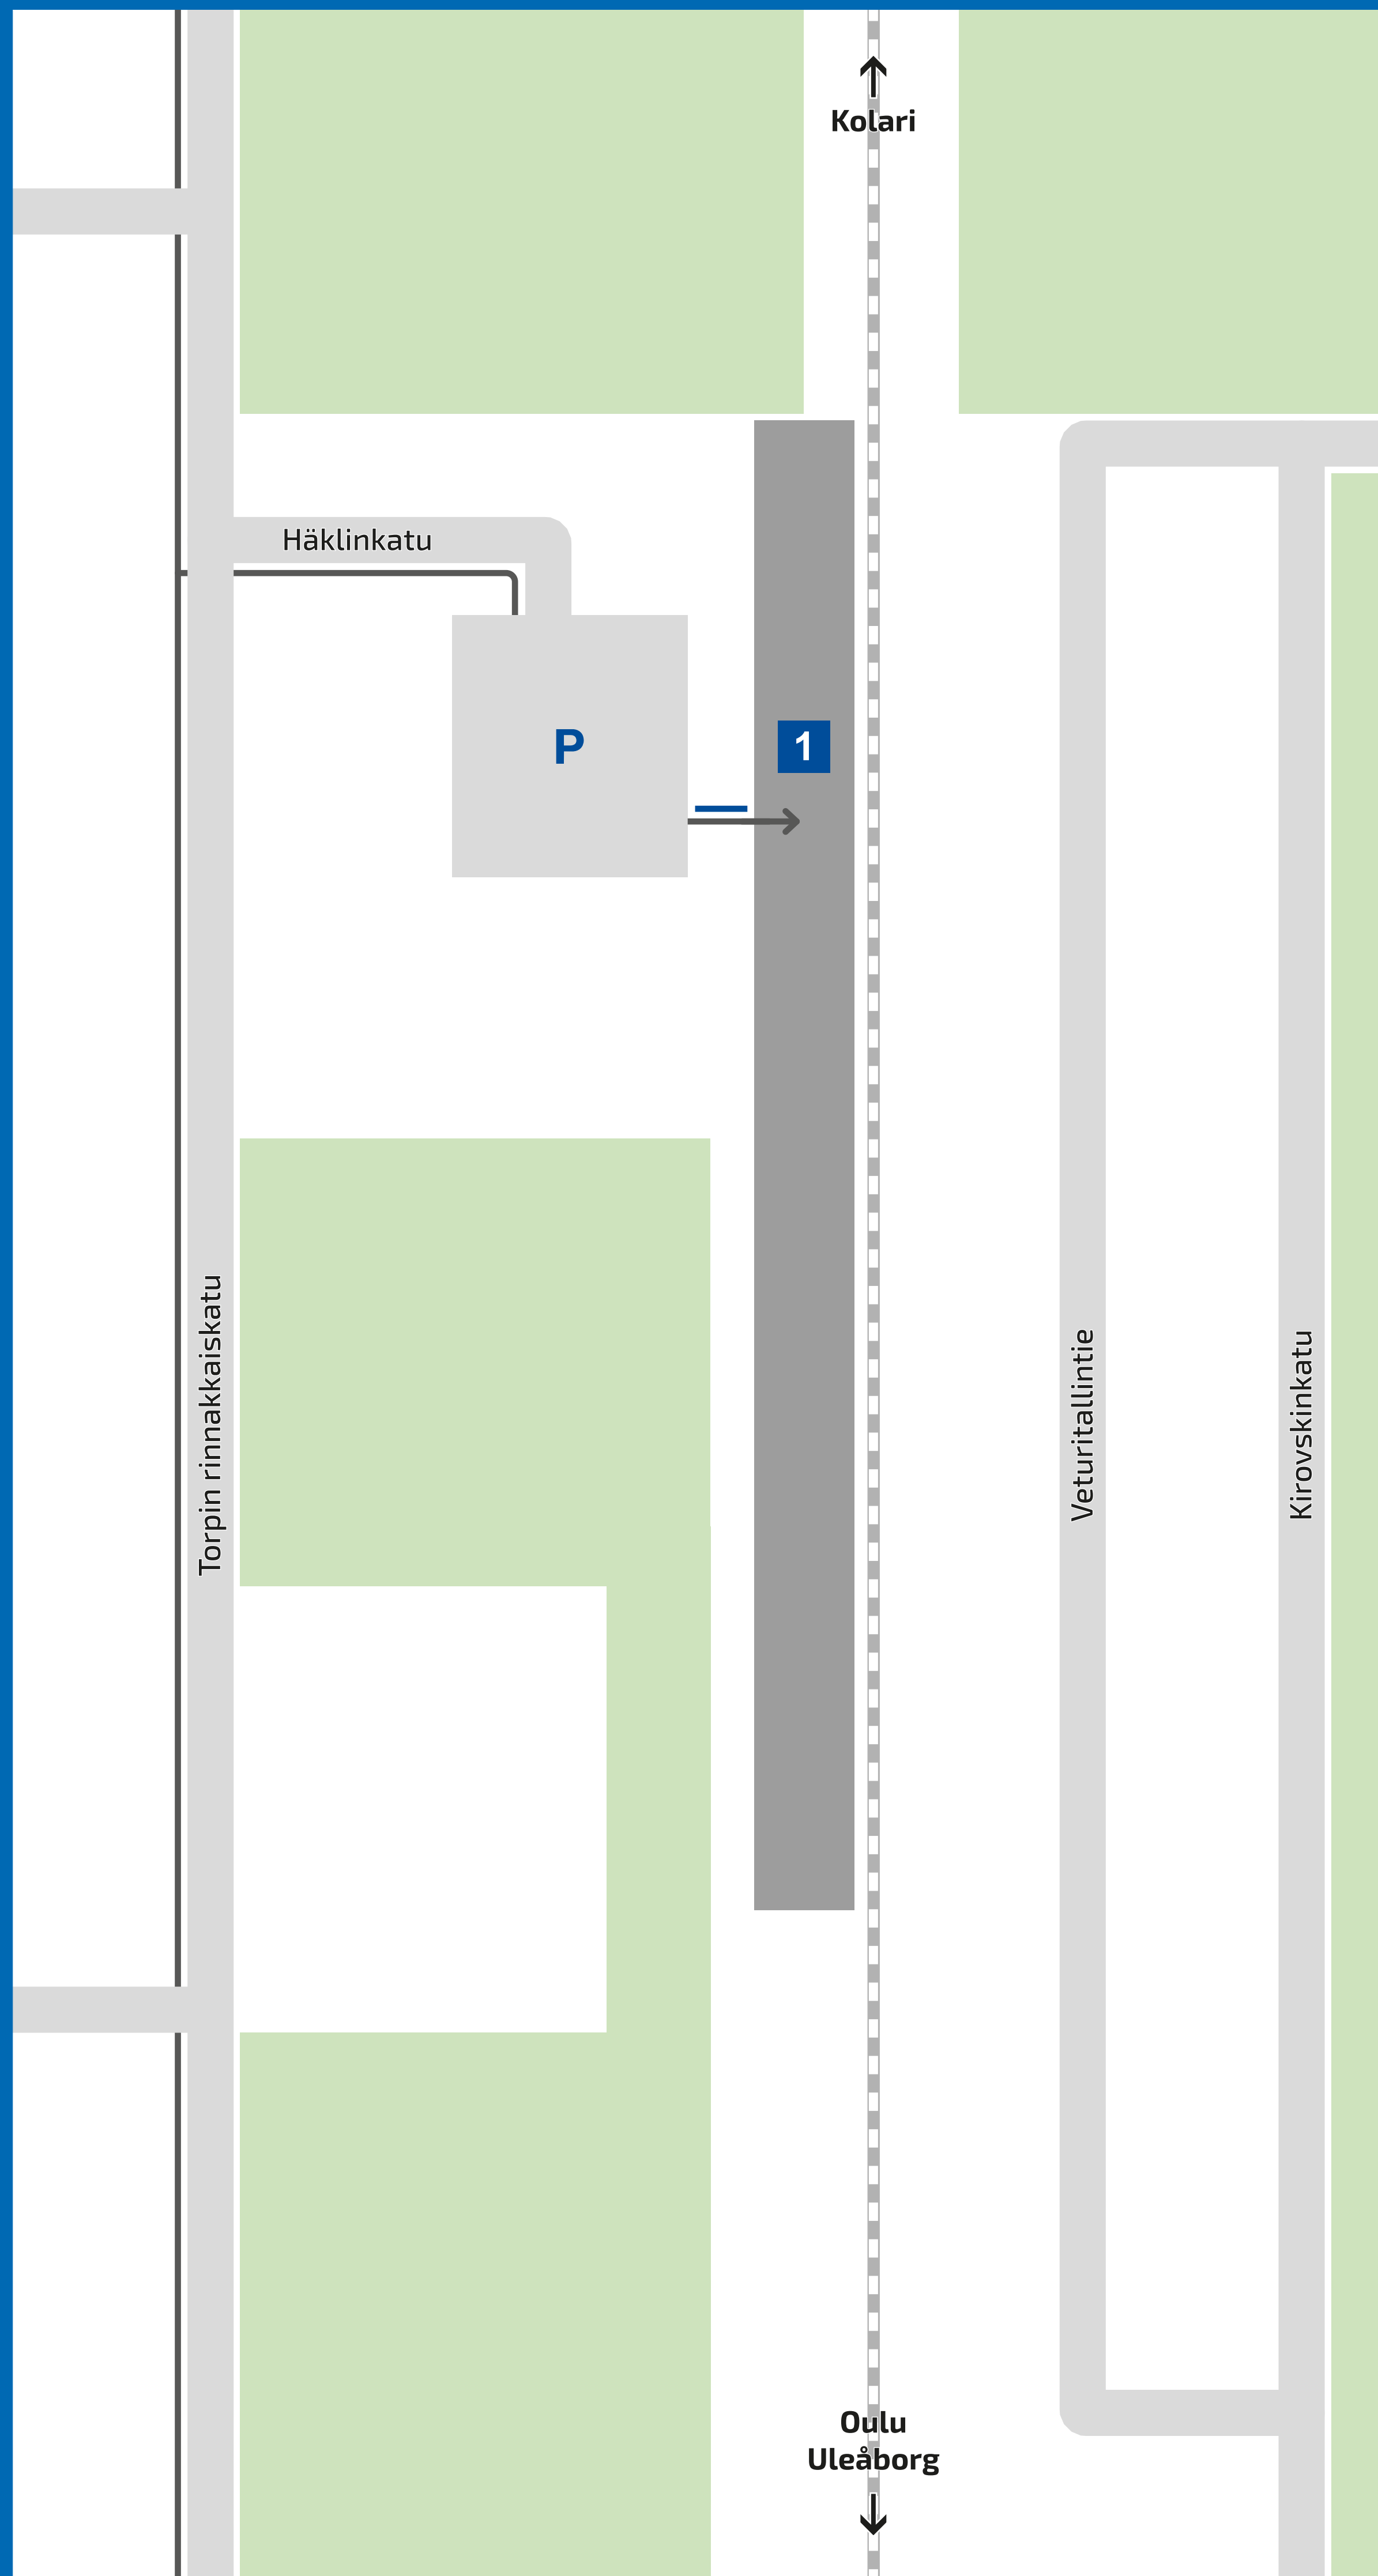 Kolari
Häklinkatu
P
1
Torpin rinnakkaiskatu
Veturitallintie
Kirovskinkatu
Oulu
Uleåborg